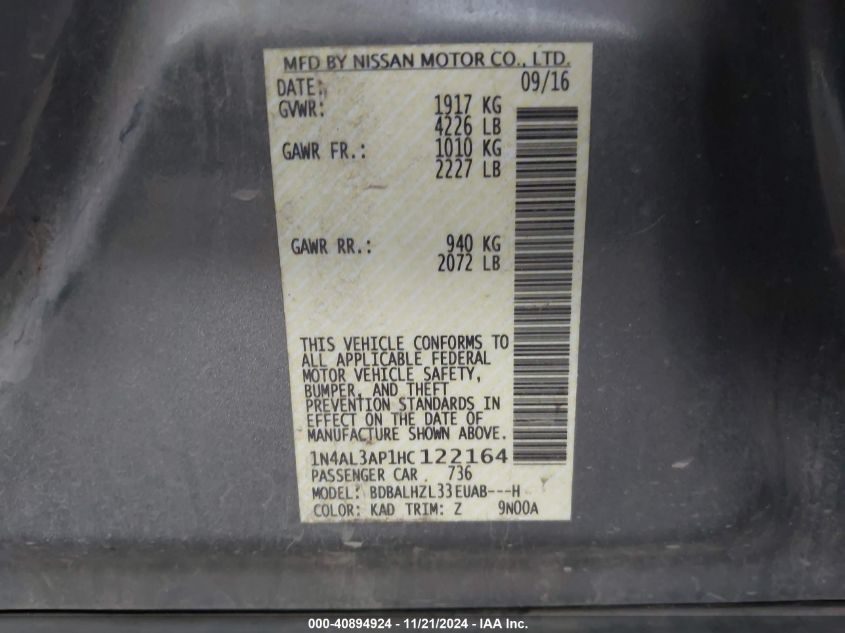 MFD BY NISSAN MOTOR CO., LTD.
DATE: 09/16
GVWR: 1917 KG
4226 LB
GAWR FR.: 1010 KG
2227 LB
GAWR RR.: 940 KG
2072 LB
THIS VEHICLE CONFORMS TO
ALL APPLICABLE FEDERAL
MOTOR VEHICLE SAFETY,
BUMPER, AND THEFT
PREVENTION STANDARDS IN
EFFECT ON THE DATE OF
MANUFACTURE SHOWN ABOVE.
1N4AL3AP1HC 122164
PASSENGER CAR 736
MODEL: BDBALHZL33EUAB---H
COLOR: KAD TRIM: Z 9N00A
000-40894924 - 11/21/2024 - IAA Inc.